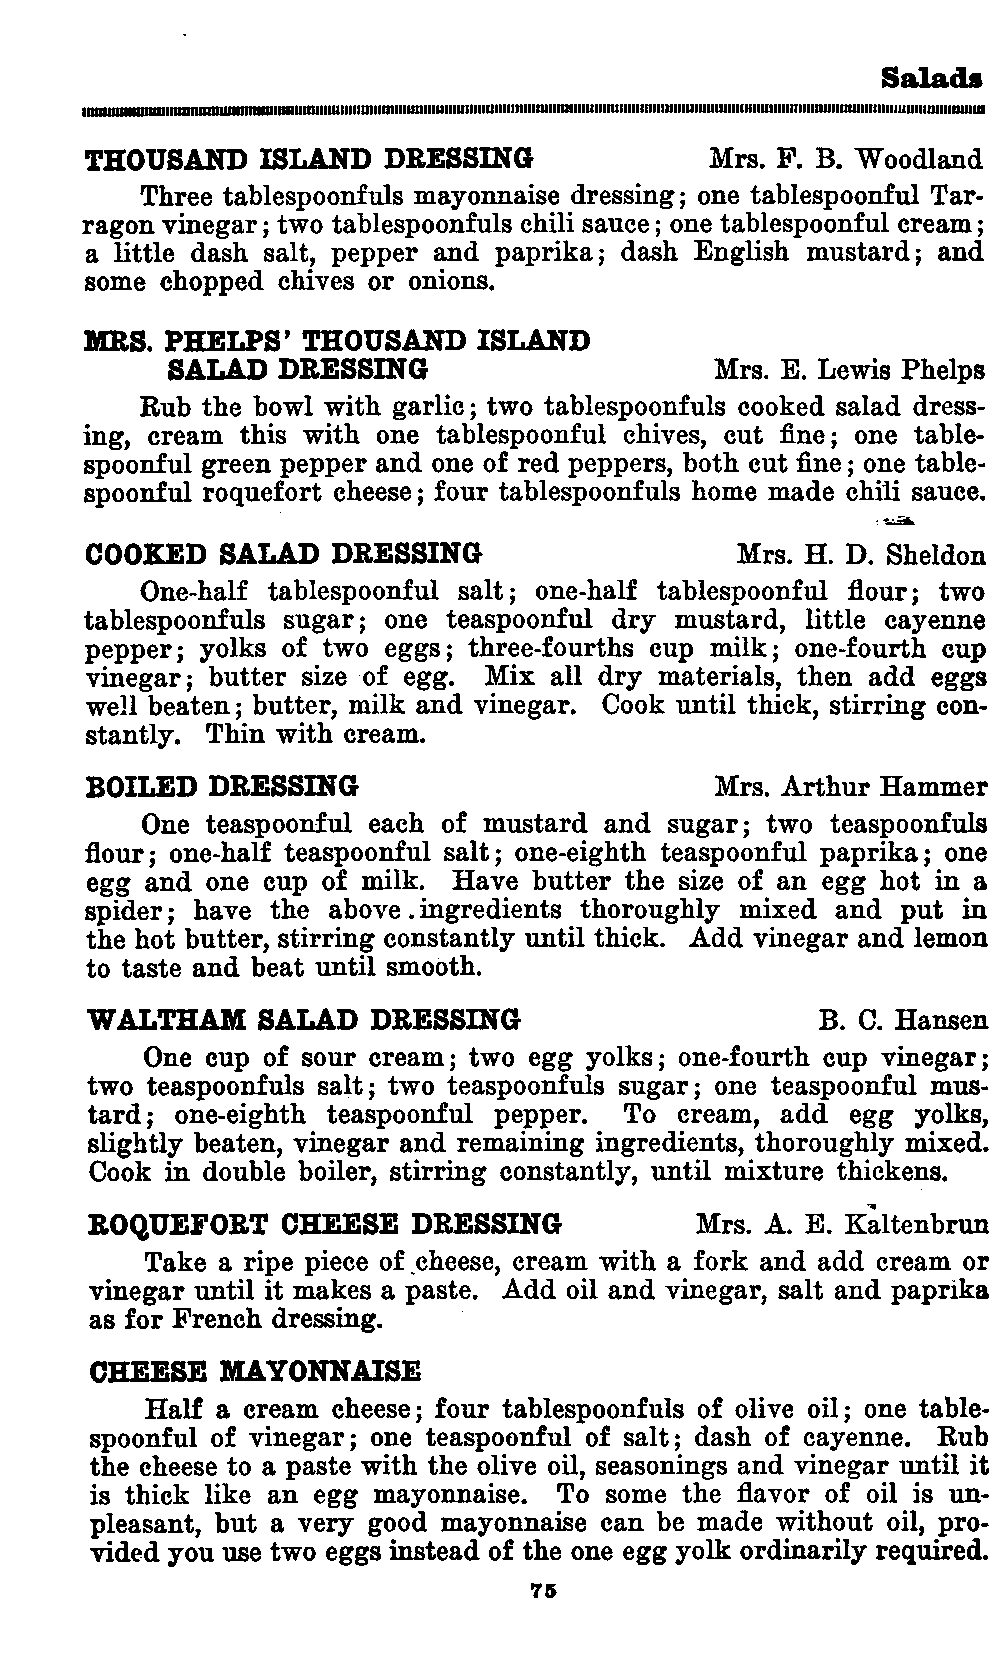 Salads
THOUSAND ISLAND DRESSING Mrs. F. B. Woodland
Three tablespoonfuls mayonnaise dressing; one tablespoonful Tar-
ragon vinegar; two tablespoonfuls chili sauce; one tablespoonful cream;
a little dash salt, pepper and paprika; dash English mustard; and
some chopped chives or onions.
MRS. PHELPS' THOUSAND ISLAND
SALAD DRESSING Mrs. E. Lewis Phelps
Rub the bowl with garlic; two tablespoonfuls cooked salad dress-
ing, cream this with one tablespoonful chives, cut fine; one table-
spoonful green pepper and one of red peppers, both cut fine; one table-
spoonful roquefort cheese; four tablespoonfuls home made chili sauce.
COOKED SALAD DRESSING Mrs. H. D. Sheldon
One-half tablespoonful salt; one-half tablespoonful flour; two
tablespoonfuls sugar; one teaspoonful dry mustard, little cayenne
pepper; yolks of two eggs; three-fourths cup milk; one-fourth cup
vinegar; butter size of egg. Mix all dry materials, then add eggs
well beaten; butter, milk and vinegar. Cook until thick, stirring con-
stantly. Thin with cream.
BOILED DRESSING Mrs. Arthur Hammer
One teaspoonful each of mustard and sugar; two teaspoonfuls
flour; one-half teaspoonful salt; one-eighth teaspoonful paprika; one
egg and one cup of milk. Have butter the size of an egg hot in a
spider; have the above ingredients thoroughly mixed and put in
the hot butter, stirring constantly until thick. Add vinegar and lemon
to taste and beat until smooth.
WALTHAM SALAD DRESSING B. C. Hansen
One cup of sour cream; two egg yolks; one-fourth cup vinegar;
two teaspoonfuls salt; two teaspoonfuls sugar; one teaspoonful mus-
tard; one-eighth teaspoonful pepper. To cream, add egg yolks,
slightly beaten, vinegar and remaining ingredients, thoroughly mixed.
Cook in double boiler, stirring constantly, until mixture thickens.
ROQUEFORT CHEESE DRESSING Mrs. A. E. Kaltenbrun
Take a ripe piece of cheese, cream with a fork and add cream or
vinegar until it makes a paste. Add oil and vinegar, salt and paprika
as for French dressing.
CHEESE MAYONNAISE
Half a cream cheese; four tablespoonfuls of olive oil; one table-
spoonful of vinegar; one teaspoonful of salt; dash of cayenne. Rub
the cheese to a paste with the olive oil, seasonings and vinegar until it
is thick like an egg mayonnaise. To some the flavor of oil is un-
pleasant, but a very good mayonnaise can be made without oil, pro-
vided you use two eggs instead of the one egg yolk ordinarily required.
75